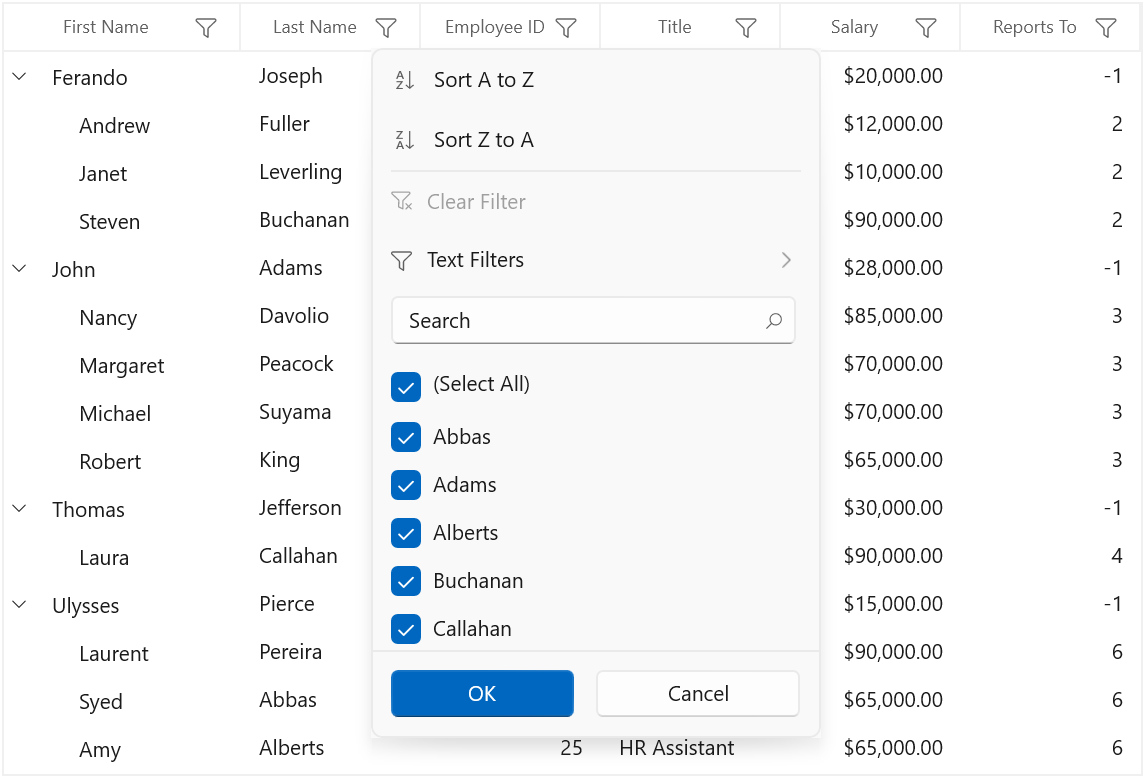 First Name Last Name Employee ID Title Salary Reports To
Ferando Joseph $20,000.00 -1
Andrew Fuller $12,000.00 2
Janet Leverling $10,000.00 2
Steven Buchanan $90,000.00 2
John Adams $28,000.00 -1
Nancy Davolio $85,000.00 3
Margaret Peacock $70,000.00 3
Michael Suyama $70,000.00 3
Robert King $65,000.00 3
Thomas Jefferson $30,000.00 -1
Laura Callahan $90,000.00 4
Ulysses Pierce $15,000.00 -1
Laurent Pereira $90,000.00 6
Syed Abbas $65,000.00 6
Amy Alberts 25 HR Assistant $65,000.00 6
Sort A to Z
Sort Z to A
Clear Filter
Text Filters
Search
(Select All)
Abbas
Adams
Alberts
Buchanan
Callahan
OK Cancel